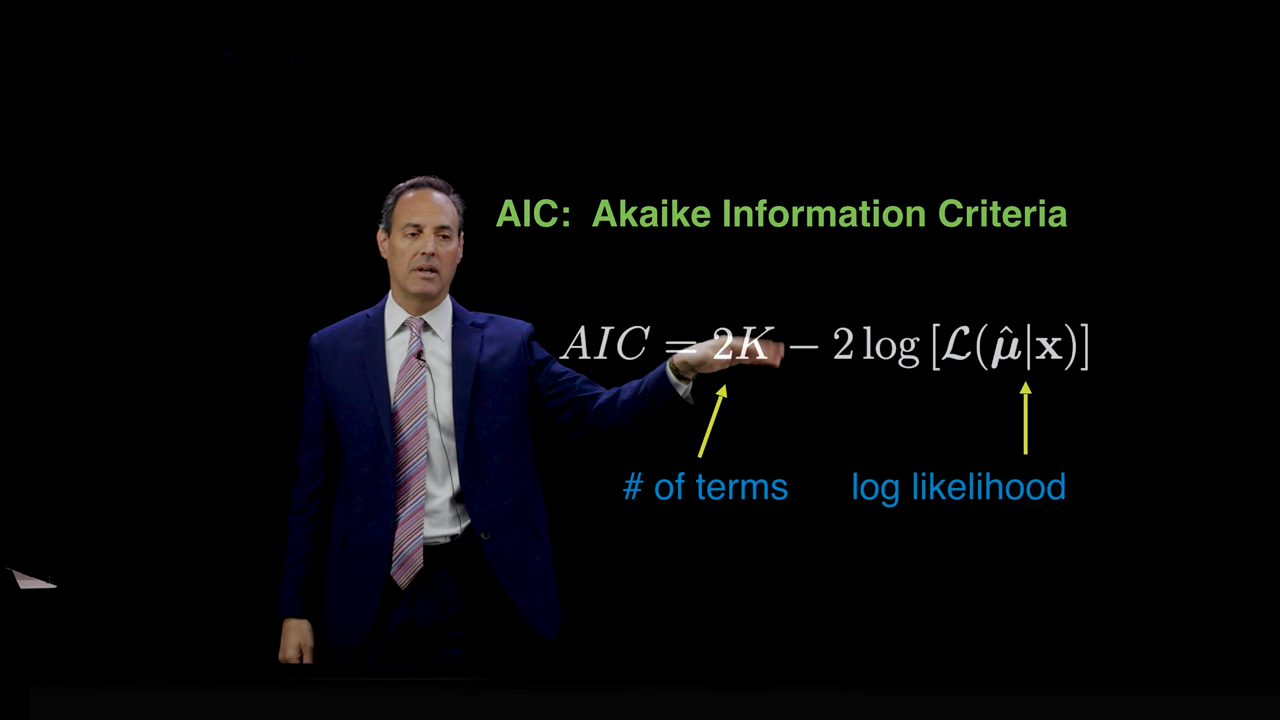 AIC: Akaike Information Criteria
AIC = 2K − 2 log [ℒ(μ̂|x)]
# of terms
log likelihood